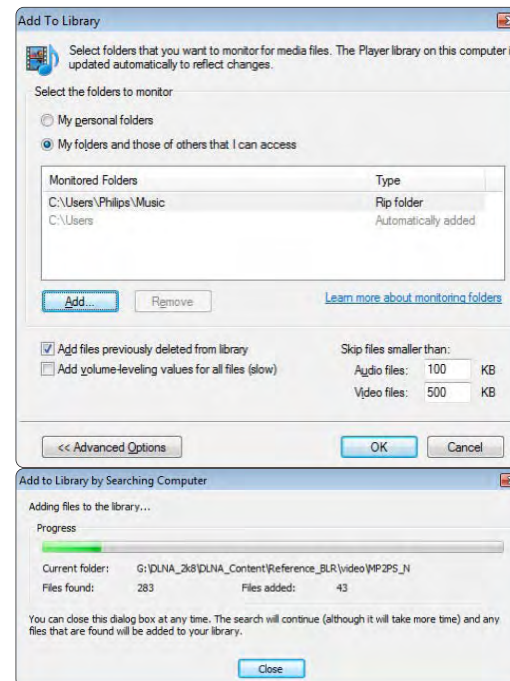 Add To Library
Select folders that you want to monitor for media files. The Player library on this computer
updated automatically to reflect changes.
Select the folders to monitor
My personal folders
My folders and those of others that I can access
Monitored Folders Type
C:\Users\Philips\Music Rip folder
C:\Users Automatically added
Add... Remove Learn more about monitoring folders
Add files previously deleted from library Skip files smaller than:
Add volume-leveling values for all files (slow) Audio files: 100 KB
Video files: 500 KB
<< Advanced Options OK Cancel
Add to Library by Searching Computer
Adding files to the library...
Progress
Current folder: G:\DLNA_2k8\DLNA_Content\Reference_BLR\video\MP2PS_N
Files found: 283 Files added: 43
You can close this dialog box at any time. The search will continue (although it will take more time) and any
files that are found will be added to your library.
Close